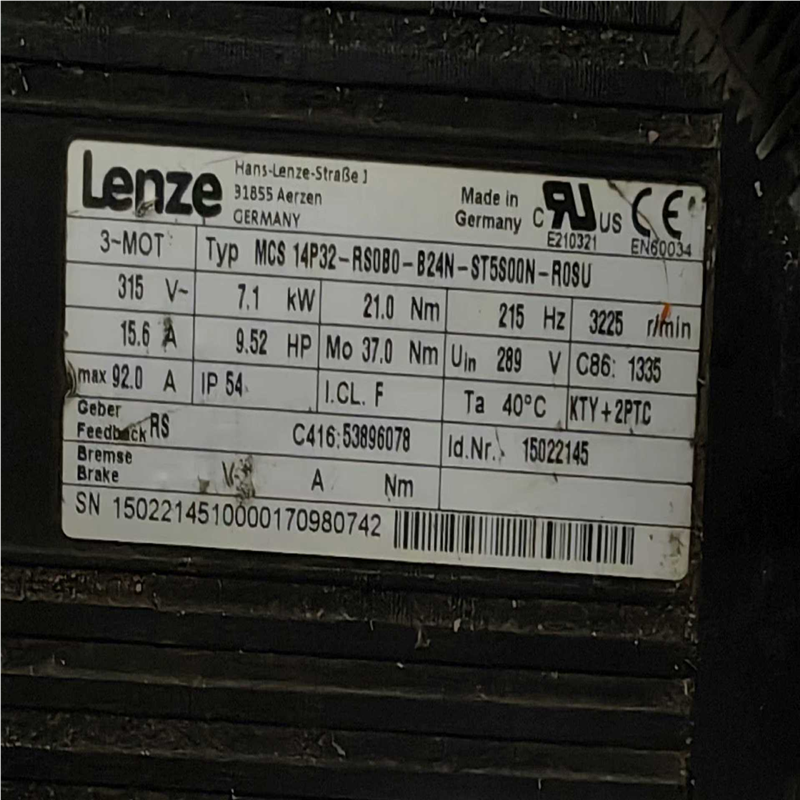 Lenze
Hans-Lenze-Straße 1
31855 Aerzen
GERMANY
Made in
Germany
c RU US
E210321
CE
EN60034
3~MOT Typ MCS 14P32-RS0B0-B24N-ST5S00N-R0SU
315 V~ 7.1 kW 21.0 Nm 215 Hz 3225 r/min
15.6 A 9.52 HP Mo 37.0 Nm Uin 289 V C86: 1335
max 92.0 A IP 54 I.CL. F Ta 40°C KTY+2PTC
Geber
Feedback RS C416:53896078 Id.Nr. 15022145
Bremse
Brake V A Nm
SN 1502214510000170980742